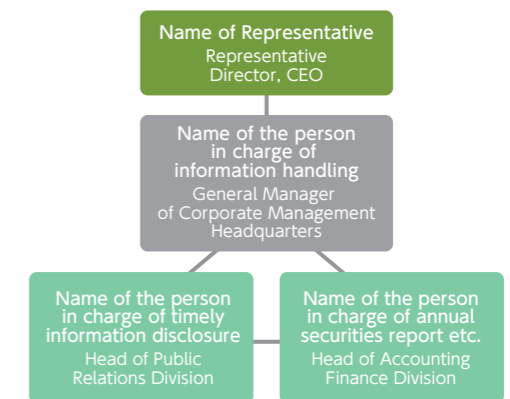 Name of Representative
Representative
Director, CEO
Name of the person
in charge of
information handling
General Manager
of Corporate Management
Headquarters
Name of the person
in charge of timely
information disclosure
Head of Public
Relations Division
Name of the person
in charge of annual
securities report etc.
Head of Accounting
Finance Division